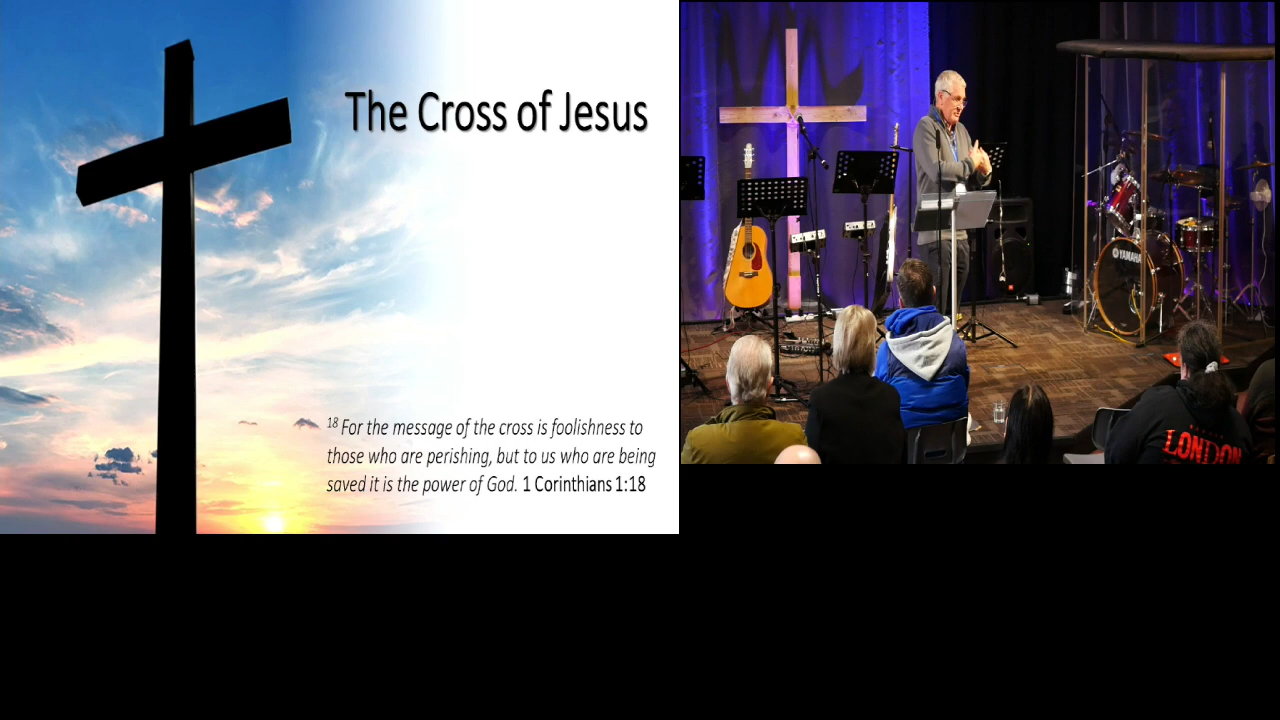 The Cross of Jesus
18 For the message of the cross is foolishness to
those who are perishing, but to us who are being
saved it is the power of God. 1 Corinthians 1:18
YAMAHA
LONDON